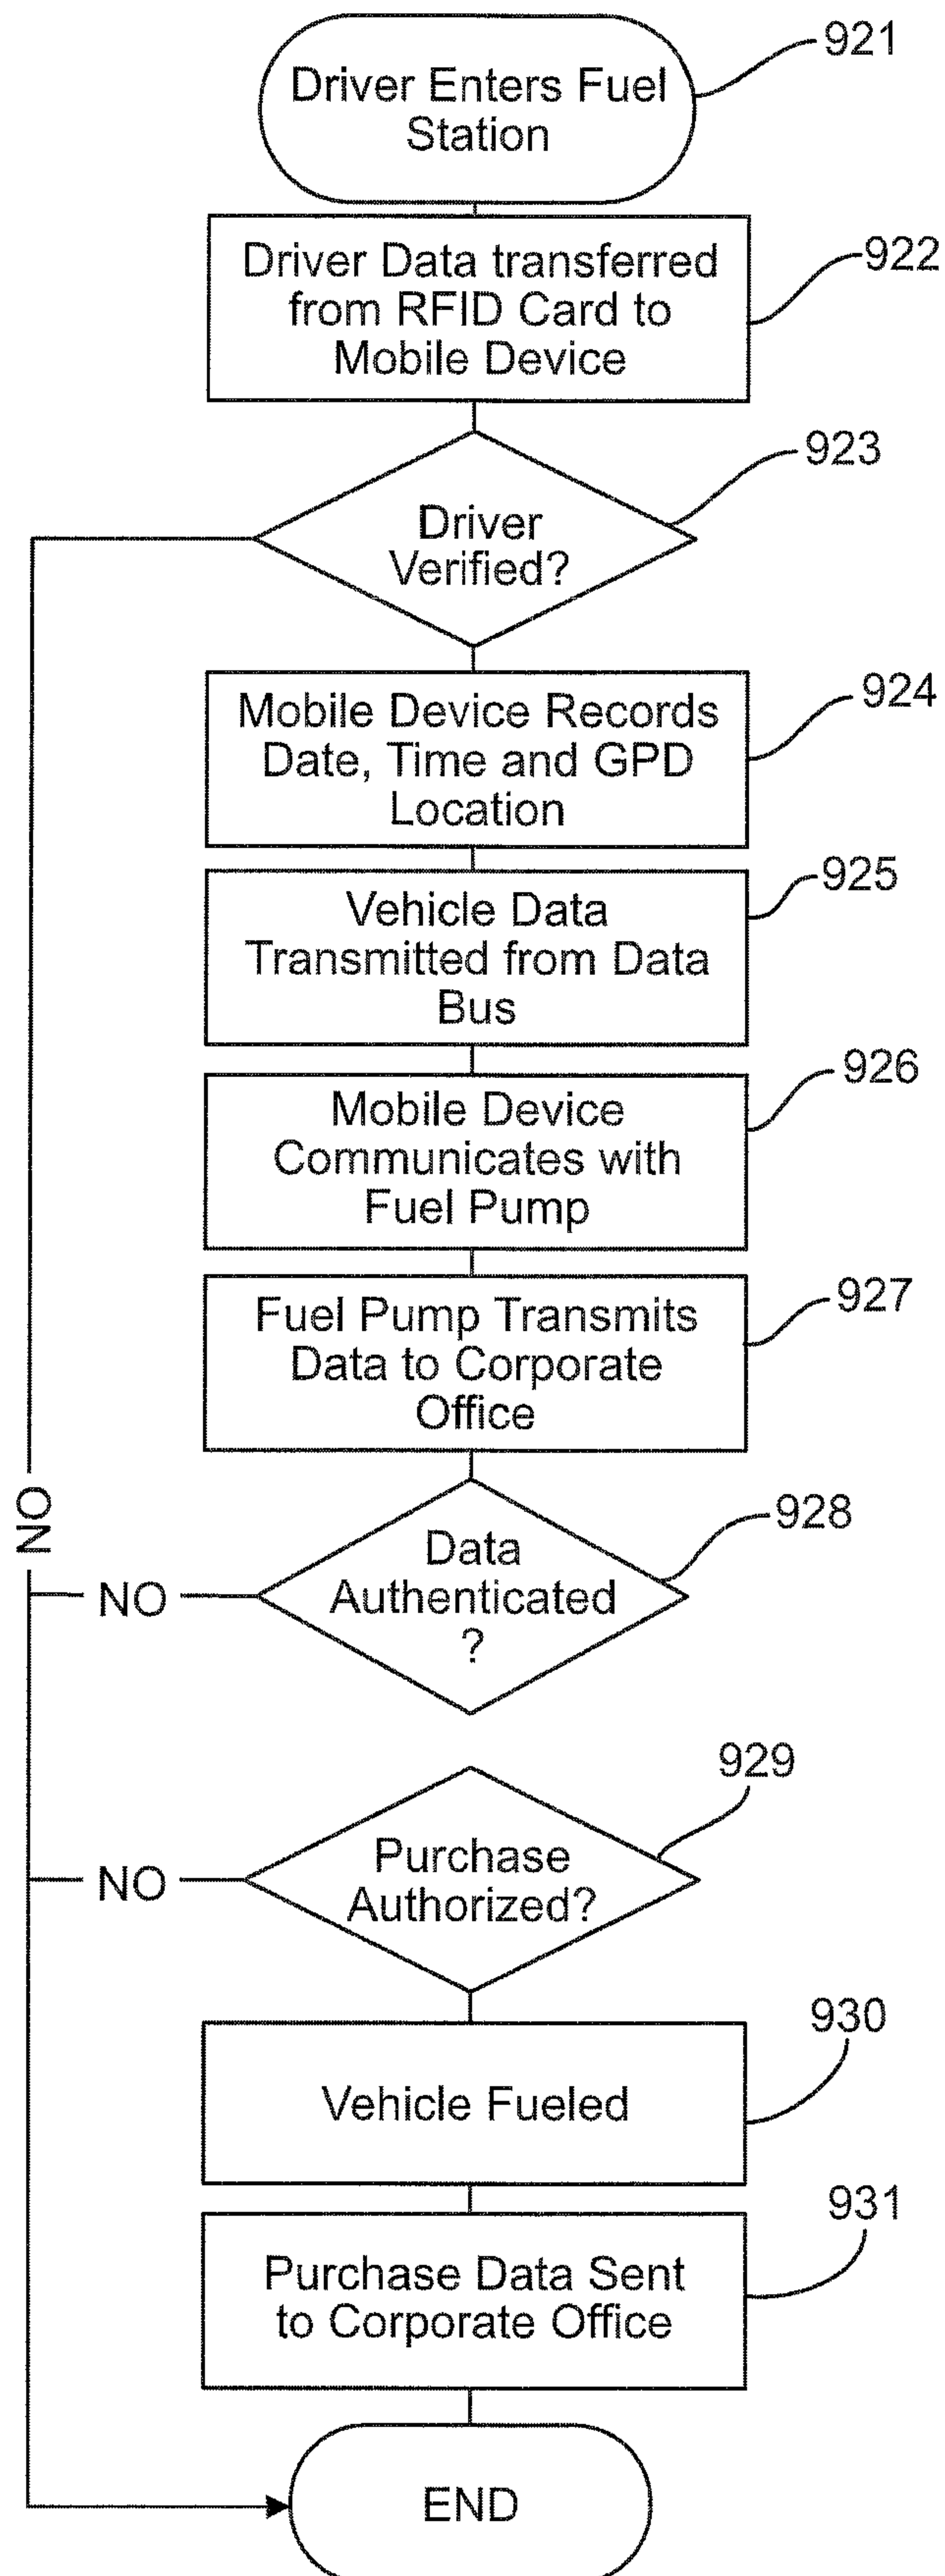 921
Driver Enters Fuel
Station
922
Driver Data transferred
from RFID Card to
Mobile Device
923
Driver
Verified?
924
Mobile Device Records
Date, Time and GPD
Location
925
Vehicle Data
Transmitted from Data
Bus
926
Mobile Device
Communicates with
Fuel Pump
927
Fuel Pump Transmits
Data to Corporate
Office
NO
928
Data
Authenticated
?
NO
929
Purchase
Authorized?
NO
930
Vehicle Fueled
931
Purchase Data Sent
to Corporate Office
END